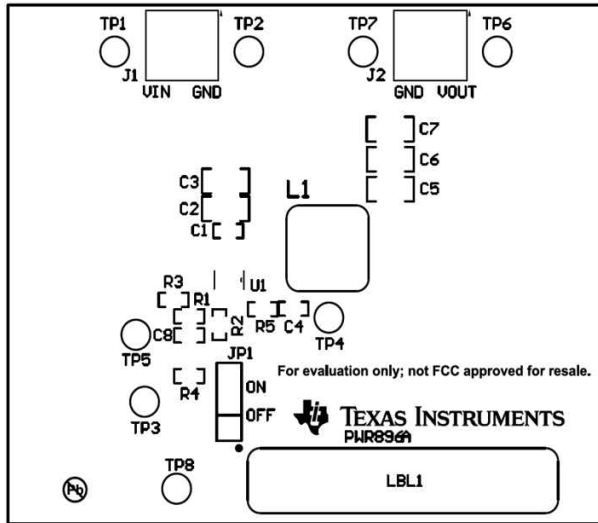 TP1
TP2
TP7
TP6
J1
J2
VIN GND
GND VOUT
C7
C6
C5
C3
C2
C1
L1
U1
R3
R1
R2
R5
C4
C8
TP5
TP4
JP1
R4
ON
OFF
For evaluation only; not FCC approved for resale.
TP3
TEXAS INSTRUMENTS
PWR896A
TP8
LBL1
Pb